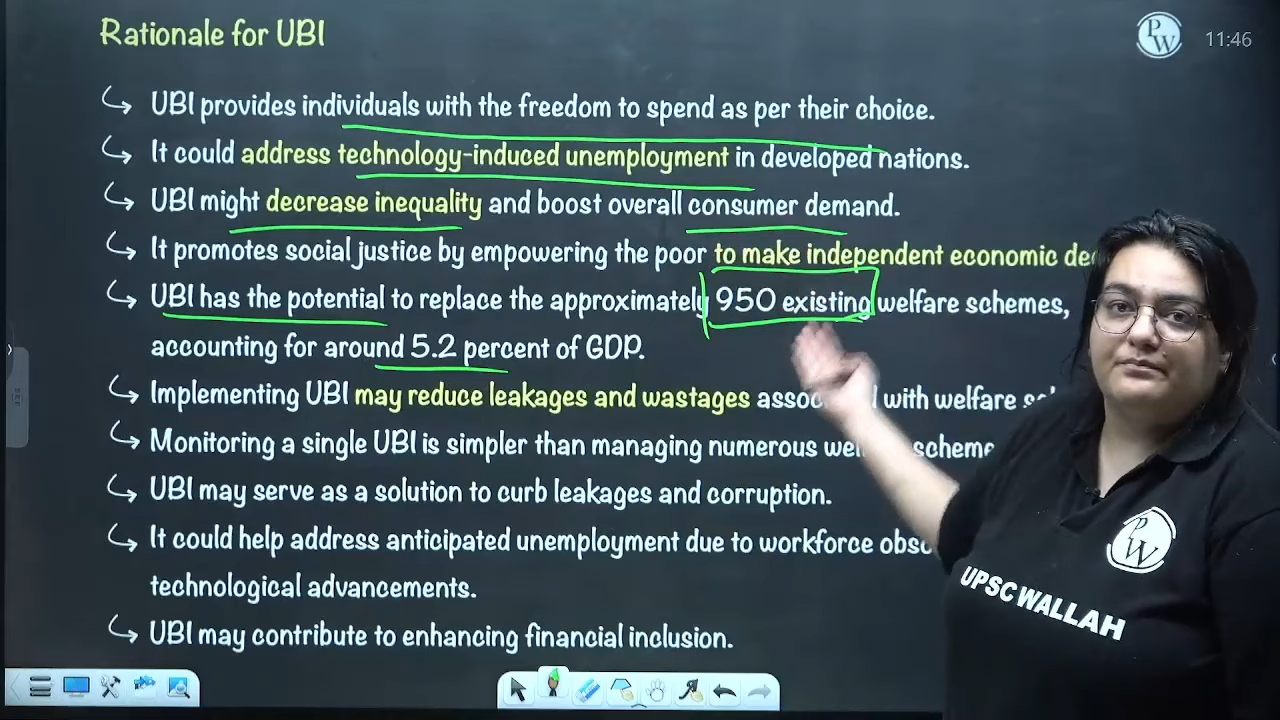 Rationale for UBI
PW
11:46
UBI provides individuals with the freedom to spend as per their choice.
It could address technology-induced unemployment in developed nations.
UBI might decrease inequality and boost overall consumer demand.
It promotes social justice by empowering the poor to make independent economic
UBI has the potential to replace the approximately 950 existing welfare schemes,
accounting for around 5.2 percent of GDP.
Implementing UBI may reduce leakages and wastages with welfare
Monitoring a single UBI is simpler than managing numerous
UBI may serve as a solution to curb leakages and corruption.
It could help address anticipated unemployment due to workforce
technological advancements.
UBI may contribute to enhancing financial inclusion.
PW
UPSC WALLAH